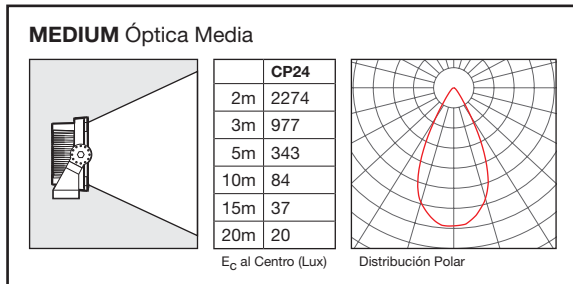 MEDIUM Óptica Media
CP24
2m 2274
3m 977
5m 343
10m 84
15m 37
20m 20
E_C al Centro (Lux)
Distribución Polar